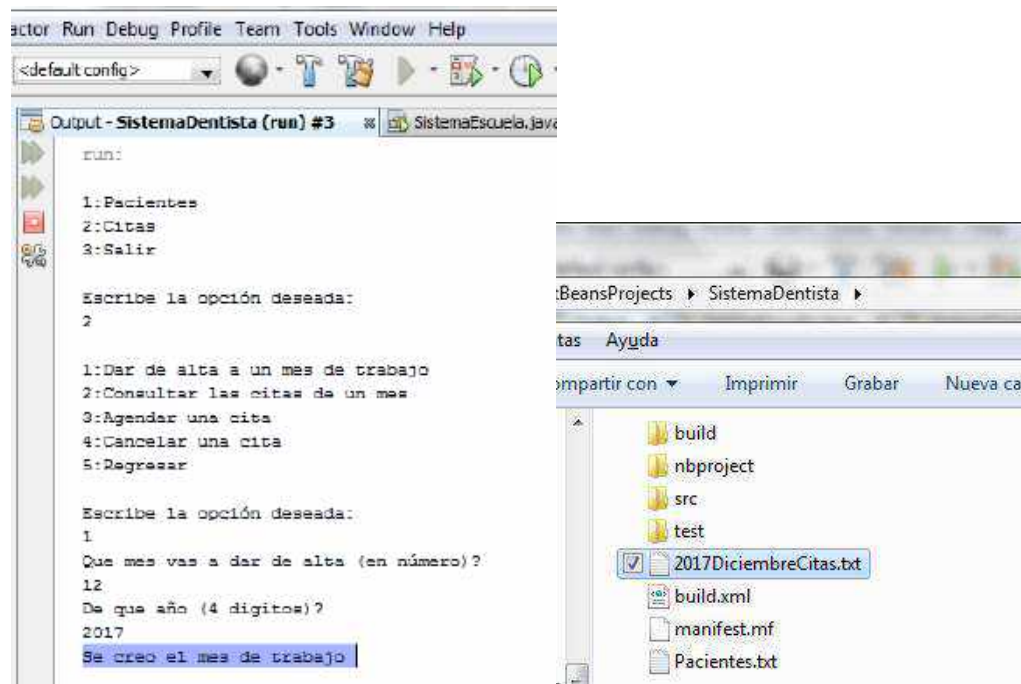 actor Run Debug Profile Team Tools Window Help
<default config>
Output - SistemaDentista (run) #3
SistemaEscuela.java
run:
1:Pacientes
2:Citas
3:Salir
Escribe la opción deseada:
2
1:Dar de alta a un mes de trabajo
2:Consultar las citas de un mes
3:Agendar una cita
4:Cancelar una cita
5:Regresar
Escribe la opción deseada:
1
Que mes vas a dar de alta (en número)?
12
De que año (4 digitos)?
2017
Se creo el mes de trabajo
tBeansProjects SistemaDentista
tas Ayuda
ompartir con Imprimir Grabar Nueva ca
build
nbproject
src
test
2017DiciembreCitas.txt
build.xml
manifest.mf
Pacientes.txt